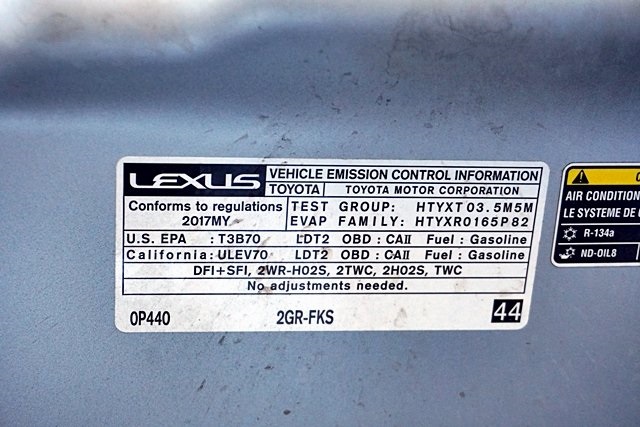 LEXUS
VEHICLE EMISSION CONTROL INFORMATION
TOYOTA
TOYOTA MOTOR CORPORATION
Conforms to regulations
2017MY
TEST GROUP: HTYXT03.5M5M
EVAP FAMILY: HTYXR0165P82
U.S. EPA : T3B70 LDT2 OBD : CAII Fuel : Gasoline
California: ULEV70 LDT2 OBD : CAII Fuel : Gasoline
DFI+SFI, 2WR-HO2S, 2TWC, 2HO2S, TWC
No adjustments needed.
0P440 2GR-FKS 44
AIR CONDITION
LE SYSTEME DE
R-134a
ND-OIL8